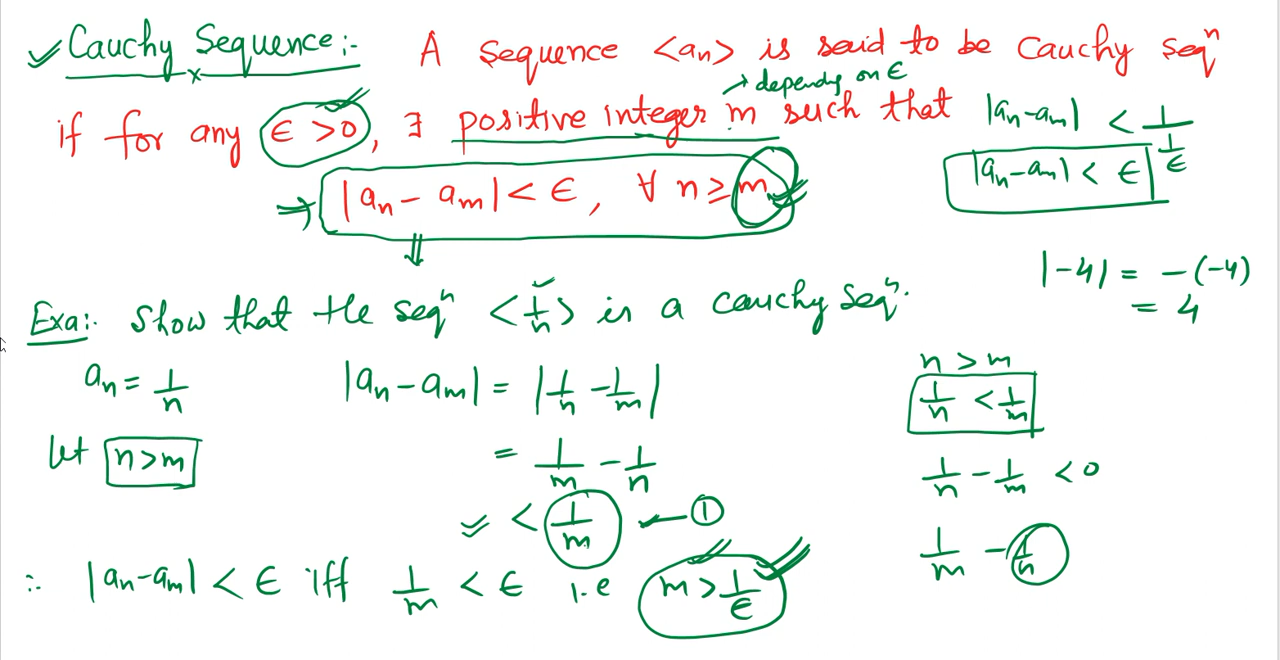 Cauchy Sequence:- A sequence <aₙ> is said to be cauchy seqⁿ
→ depends on ϵ
if for any ϵ > 0, ∃ positive integer m such that
|aₙ - aₘ| < ϵ, ∀ n ≥ m
|aₙ-aₘ| < 1/(1/ϵ)
|aₙ-aₘ| < ϵ
|-4| = -(-4)
= 4
Exa:. Show that the seqⁿ <1/n> is a cauchy seqⁿ.
aₙ = 1/n
|aₙ - aₘ| = |1/n - 1/m|
let n>m
= 1/m - 1/n
< 1/m — ①
∴ |aₙ-aₘ| < ϵ iff 1/m < ϵ i.e m > 1/ϵ
n > m
1/n < 1/m
1/n - 1/m < 0
1/m - 1/n